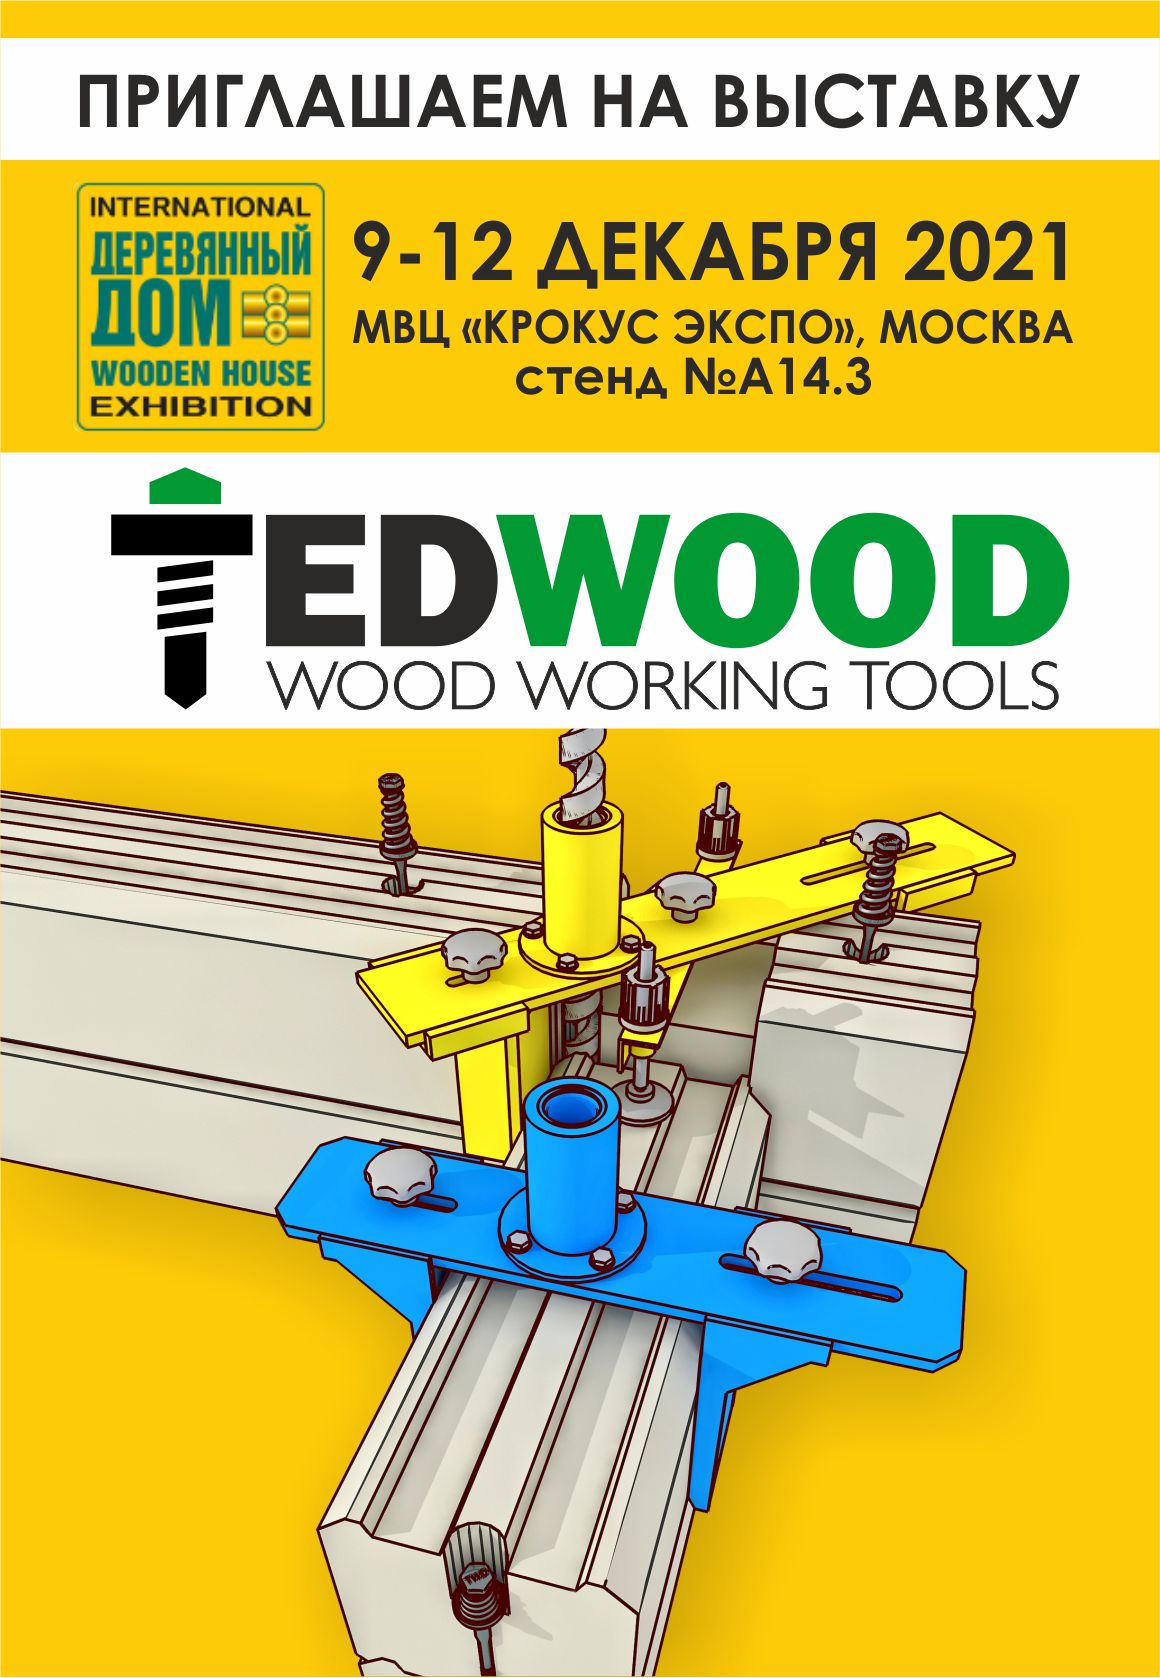 ПРИГЛАШАЕМ НА ВЫСТАВКУ
INTERNATIONAL
ДЕРЕВЯННЫЙ
ДОМ
WOODEN HOUSE
EXHIBITION
9-12 ДЕКАБРЯ 2021
МВЦ «КРОКУС ЭКСПО», МОСКВА
стенд №А14.3
TEDWOOD
WOOD WORKING TOOLS